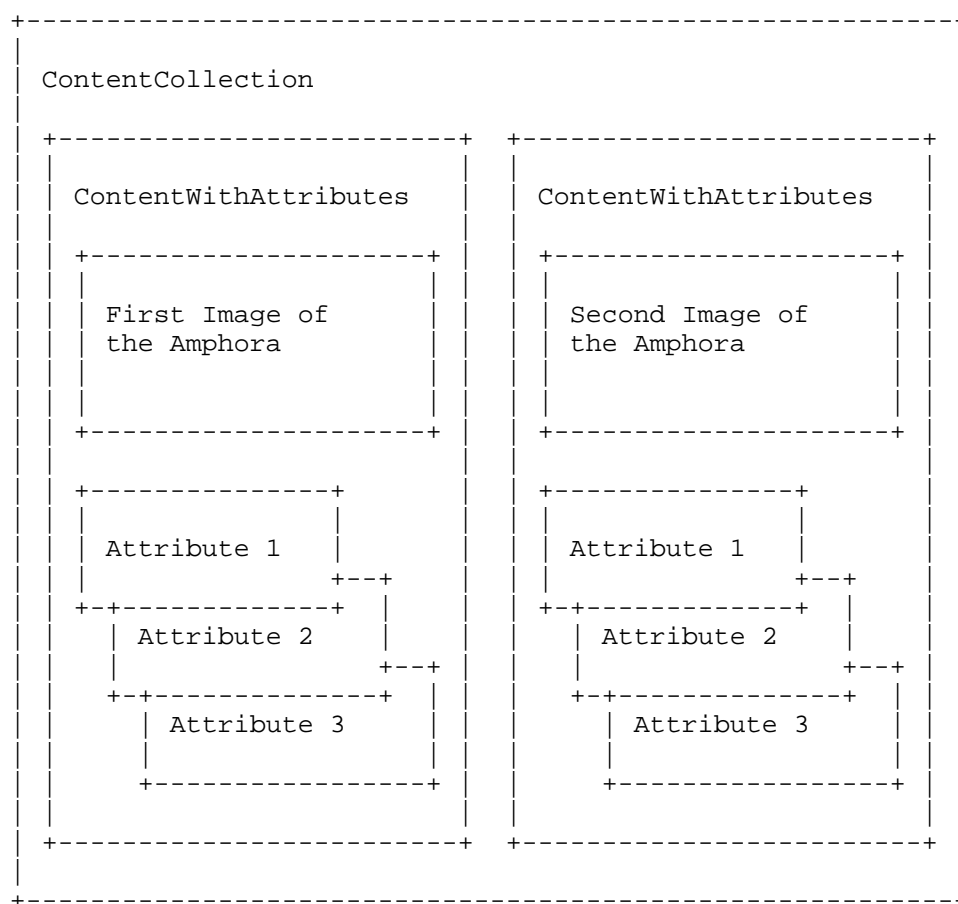 ContentCollection
ContentWithAttributes
First Image of
the Amphora
Attribute 1
Attribute 2
Attribute 3
ContentWithAttributes
Second Image of
the Amphora
Attribute 1
Attribute 2
Attribute 3